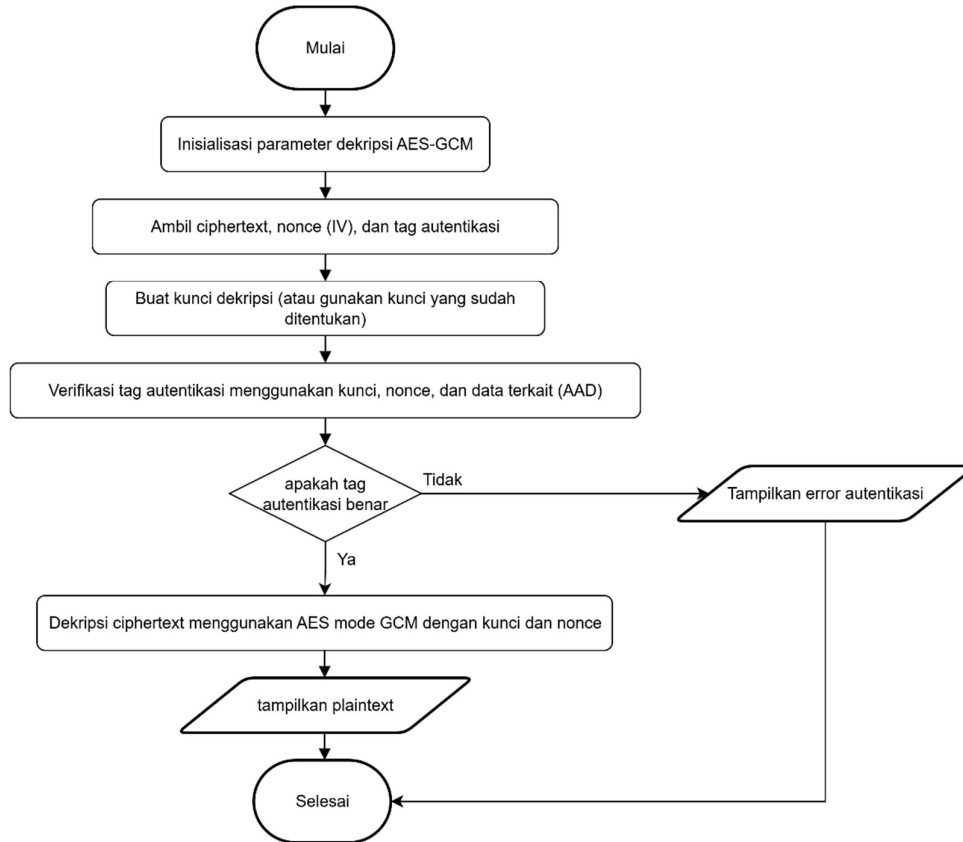 Mulai
Inisialisasi parameter dekripsi AES-GCM
Ambil ciphertext, nonce (IV), dan tag autentikasi
Buat kunci dekripsi (atau gunakan kunci yang sudah
ditentukan)
Verifikasi tag autentikasi menggunakan kunci, nonce, dan data terkait (AAD)
apakah tag
autentikasi benar
Tidak
Tampilkan error autentikasi
Ya
Dekripsi ciphertext menggunakan AES mode GCM dengan kunci dan nonce
tampilkan plaintext
Selesai